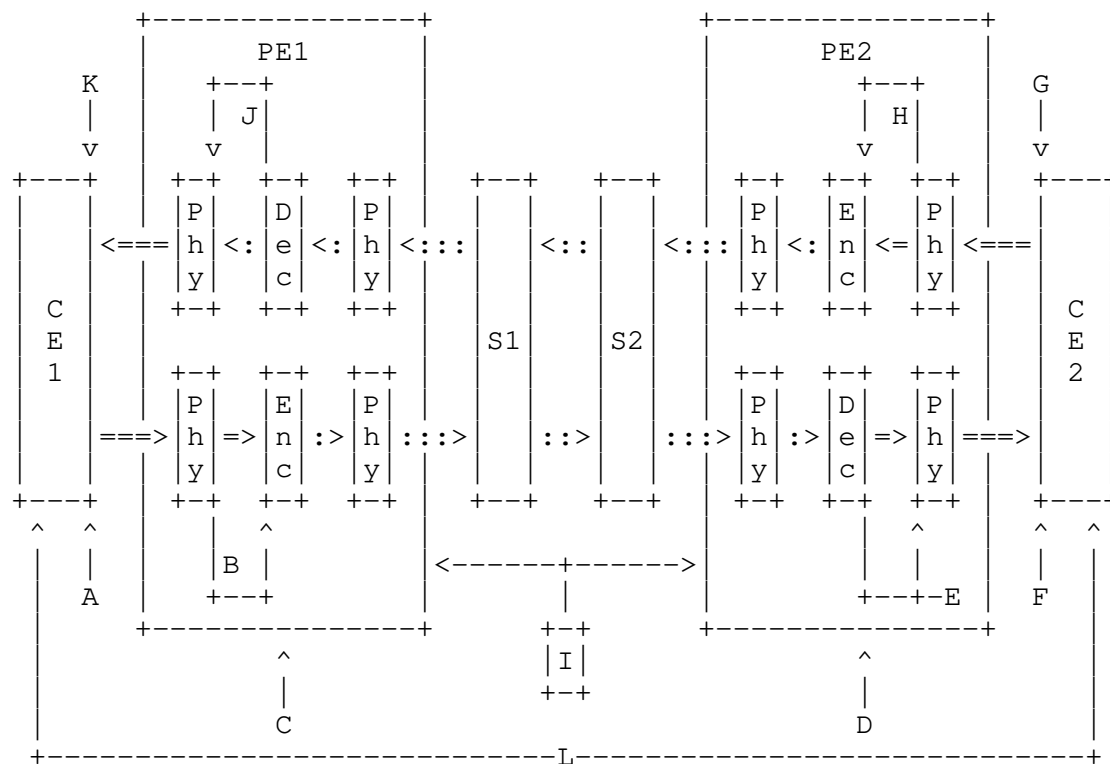 +---------------+               +---------------+
      |      PE1      |               |      PE2      |
   K  |   +--+        |               |        +--+   |  G
   |  |   | J|        |               |        | H|   |  |
   v  |   v  |        |               |        v  |   |  v
+---+ | +-+  +-+  +-+ |  +--+   +--+  | +-+  +-+  +-+ | +---+
|   | | |P|  |D|  |P| |  |  |   |  |  | |P|  |E|  |P| | |   |
|   |<===|h|<:|e|<:|h|<:::|  |<::|  |<:::|h|<:|n|<=|h|<===|   |
|   | | |y|  |c|  |y| |  |  |   |  |  | |y|  |c|  |y| | |   |
| C | | +-+  +-+  +-+ |  |  |   |  |  | +-+  +-+  +-+ | | C |
| E | |               |  |S1|   |S2|  |               | | E |
| 1 | | +-+  +-+  +-+ |  |  |   |  |  | +-+  +-+  +-+ | | 2 |
|   | | |P|  |E|  |P| |  |  |   |  |  | |P|  |D|  |P| | |   |
|   |===>|h|=>|n|:>|h|:::>|  |::>|  |:::>|h|:>|e|=>|h|===>|   |
|   | | |y|  |c|  |y| |  |  |   |  |  | |y|  |c|  |y| | |   |
+---+ | +-+  +-+  +-+ |  +--+   +--+  | +-+  +-+  +-+ | +---+
 ^  ^ |   |  ^        |               |        |  ^   | ^  ^
 |  | |   |B |        |<------+------>|        |  |   | |  |
 |  A |   +--+        |       |       |        +--+-E | F  |
 |    +---------------+      +-+      +---------------+    |
 |            ^              |I|              ^            |
 |            |              +-+              |            |
 |            C                               D            |
 +----------------------------L----------------------------+